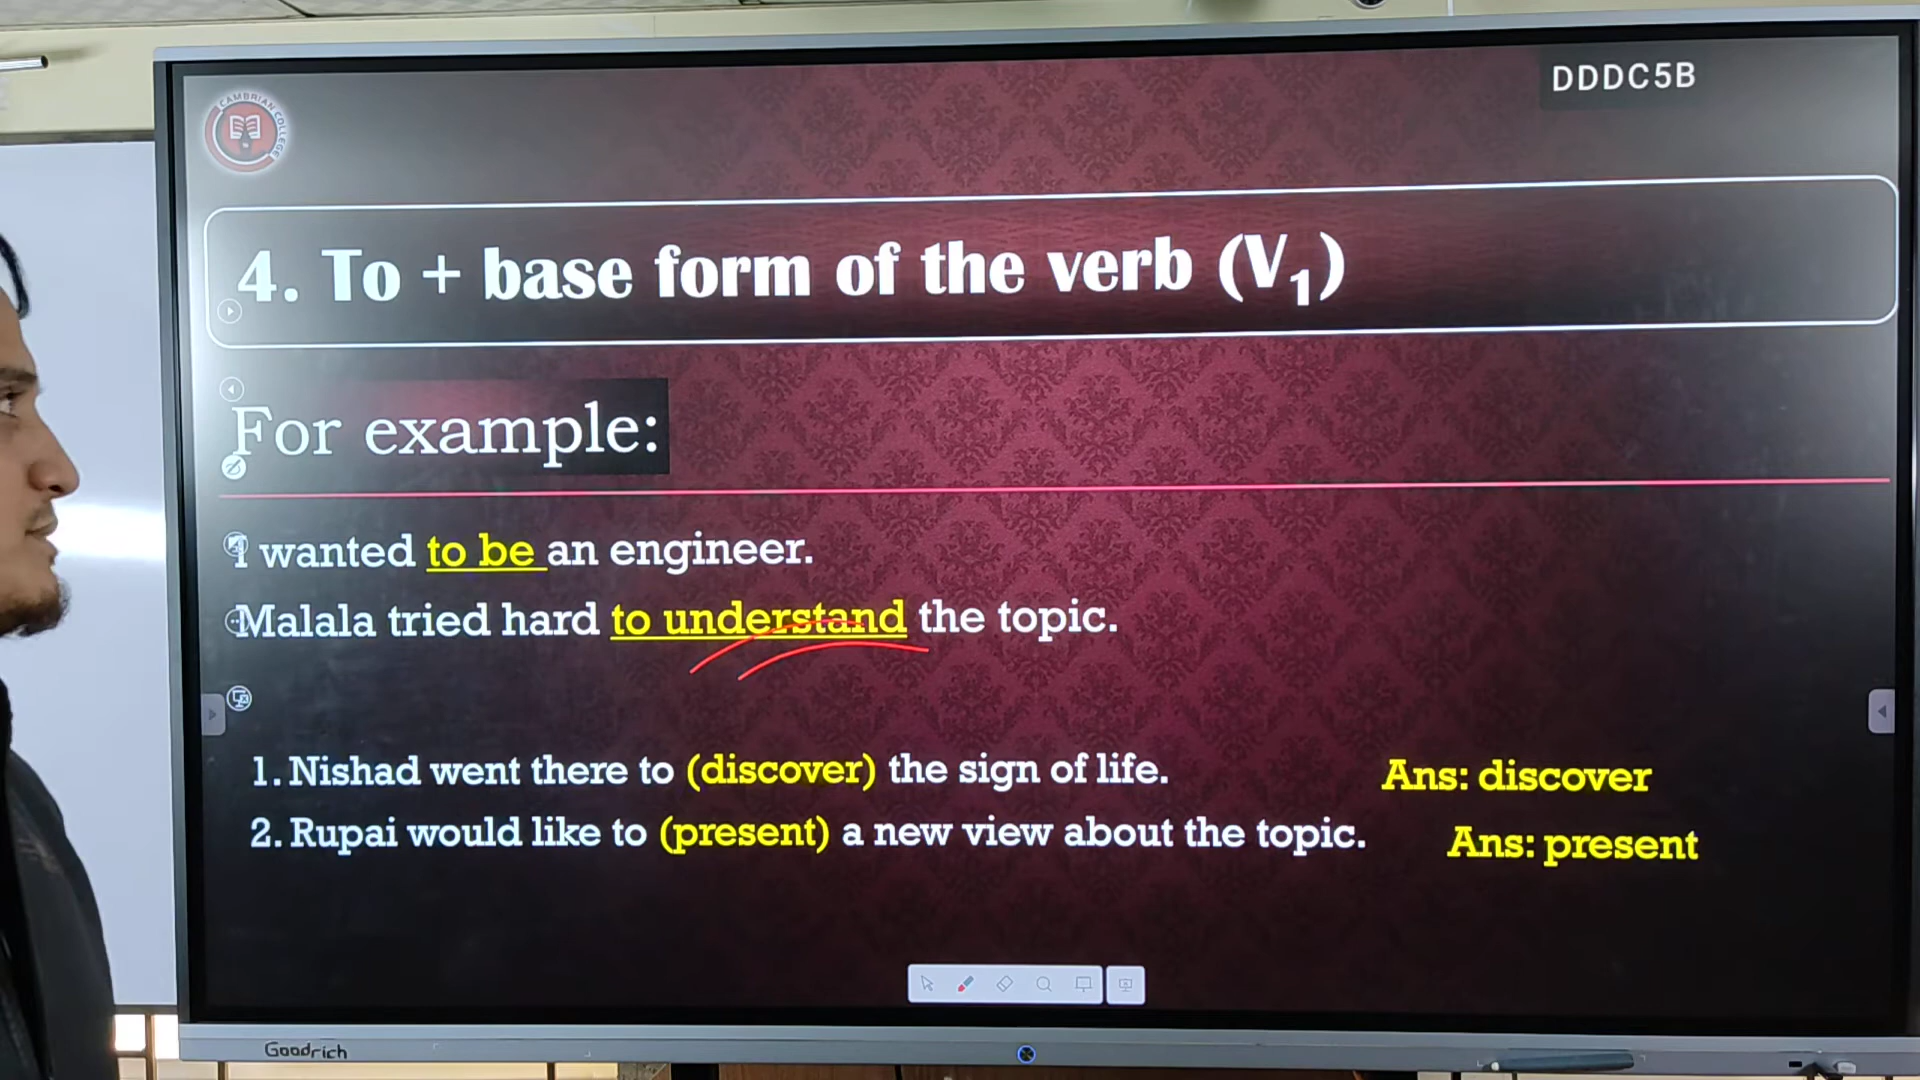 DDDC5B
CAMBRIAN COLLEGE
4. To + base form of the verb (V₁)
For example:
I wanted to be an engineer.
Malala tried hard to understand the topic.
1. Nishad went there to (discover) the sign of life. Ans: discover
2. Rupai would like to (present) a new view about the topic. Ans: present
Goodrich